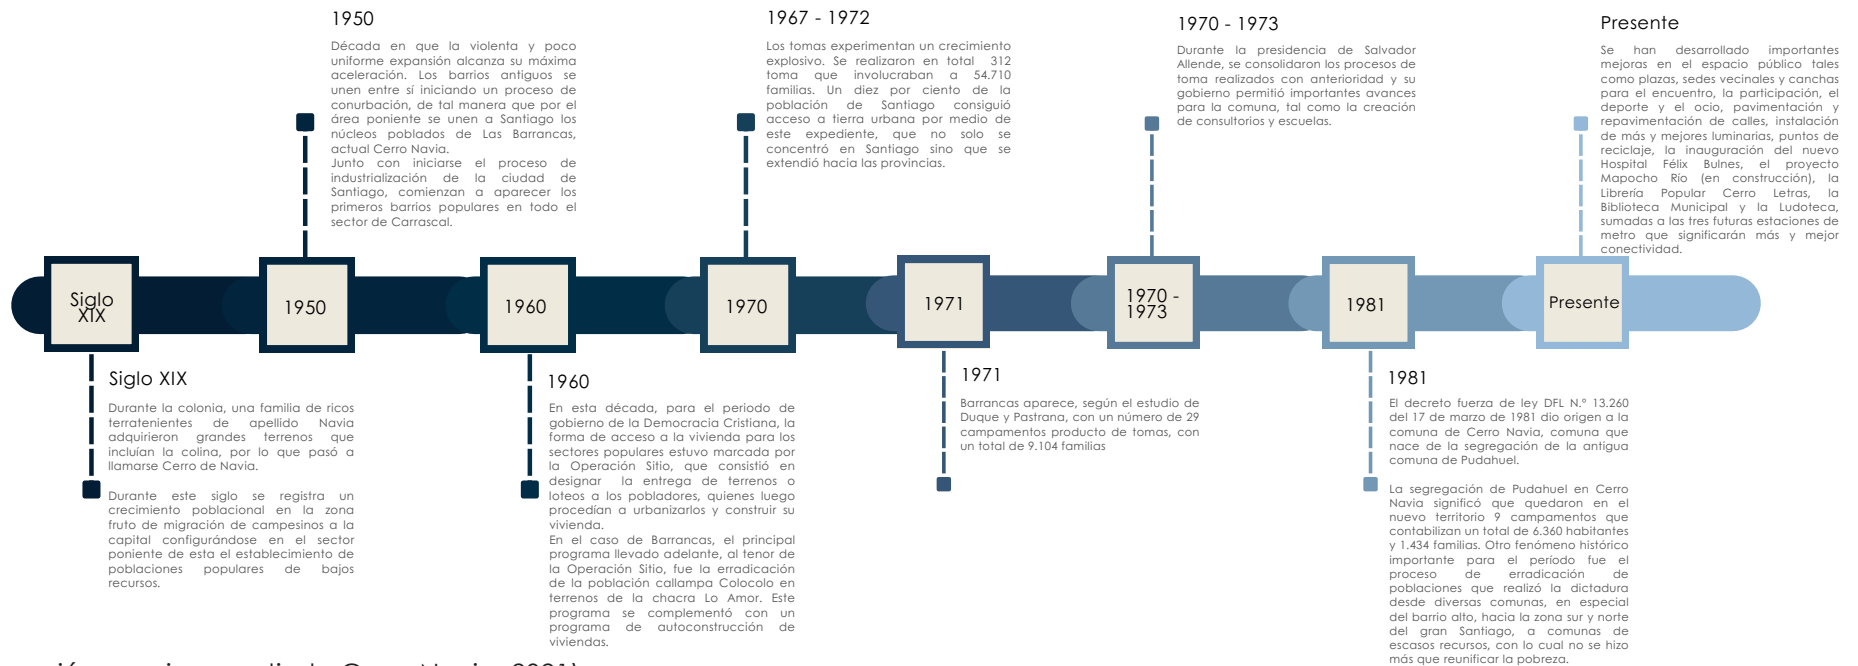 1950
Década en que la violenta y poco
uniforme expansión alcanza su máxima
aceleración. Los barrios antiguos se
unen entre sí iniciando un proceso de
conurbación, de tal manera que por el
área poniente se unen a Santiago los
núcleos poblados de Las Barrancas,
actual Cerro Navia.
Junto con iniciarse el proceso de
industrialización de la ciudad de
Santiago, comienzan a aparecer los
primeros barrios populares en todo el
sector de Carrascal.
1967 - 1972
Los tomas experimentan un crecimiento
explosivo. Se realizaron en total 312
toma que involucraban a 54.710
familias. Un diez por ciento de la
población de Santiago consiguió
acceso a tierra urbana por medio de
este expediente, que no solo se
concentró en Santiago sino que se
extendió hacia las provincias.
1970 - 1973
Durante la presidencia de Salvador
Allende, se consolidaron los procesos de
toma realizados con anterioridad y su
gobierno permitió importantes avances
para la comuna, tal como la creación
de consultorios y escuelas.
Presente
Se han desarrollado importantes
mejoras en el espacio público tales
como plazas, sedes vecinales y canchas
para el encuentro, la participación, el
deporte y el ocio, pavimentación y
repavimentación de calles, instalación
de más y mejores luminarias, puntos de
reciclaje, la inauguración del nuevo
Hospital Félix Bulnes, el proyecto
Mapocho Río (en construcción), la
Librería Popular Cerro Letras, la
Biblioteca Municipal y la Ludoteca,
sumadas a las tres futuras estaciones de
metro que significarán más y mejor
conectividad.
Siglo
XIX
1950
1960
1970
1971
1970 -
1973
1981
Presente
Siglo XIX
Durante la colonia, una familia de ricos
terratenientes de apellido Navia
adquirieron grandes terrenos que
incluían la colina, por lo que pasó a
llamarse Cerro de Navia.
Durante este siglo se registra un
crecimiento poblacional en la zona
fruto de migración de campesinos a la
capital configurándose en el sector
poniente de esta el establecimiento de
poblaciones populares de bajos
recursos.
1960
En esta década, para el periodo de
gobierno de la Democracia Cristiana, la
forma de acceso a la vivienda para los
sectores populares estuvo marcada por
la Operación Sitio, que consistió en
designar la entrega de terrenos o
loteos a los pobladores, quienes luego
procedían a urbanizarlos y construir su
vivienda.
En el caso de Barrancas, el principal
programa llevado adelante, al tenor de
la Operación Sitio, fue la erradicación
de la población callampa Colocolo en
terrenos de la chacra Lo Amor. Este
programa se complementó con un
programa de autoconstrucción de
viviendas.
1971
Barrancas aparece, según el estudio de
Duque y Pastrana, con un número de 29
campamentos producto de tomas, con
un total de 9.104 familias
1981
El decreto fuerza de ley DFL N.º 13.260
del 17 de marzo de 1981 dio origen a la
comuna de Cerro Navia, comuna que
nace de la segregación de la antigua
comuna de Pudahuel.
La segregación de Pudahuel en Cerro
Navia significó que quedaron en el
nuevo territorio 9 campamentos que
contabilizan un total de 6.360 habitantes
y 1.434 familias. Otro fenómeno histórico
importante para el período fue el
proceso de erradicación de
poblaciones que realizó la dictadura
desde diversas comunas, en especial
del barrio alto, hacia la zona sur y norte
del gran Santiago, a comunas de
escasos recursos, con lo cual no se hizo
más que reunificar la pobreza.